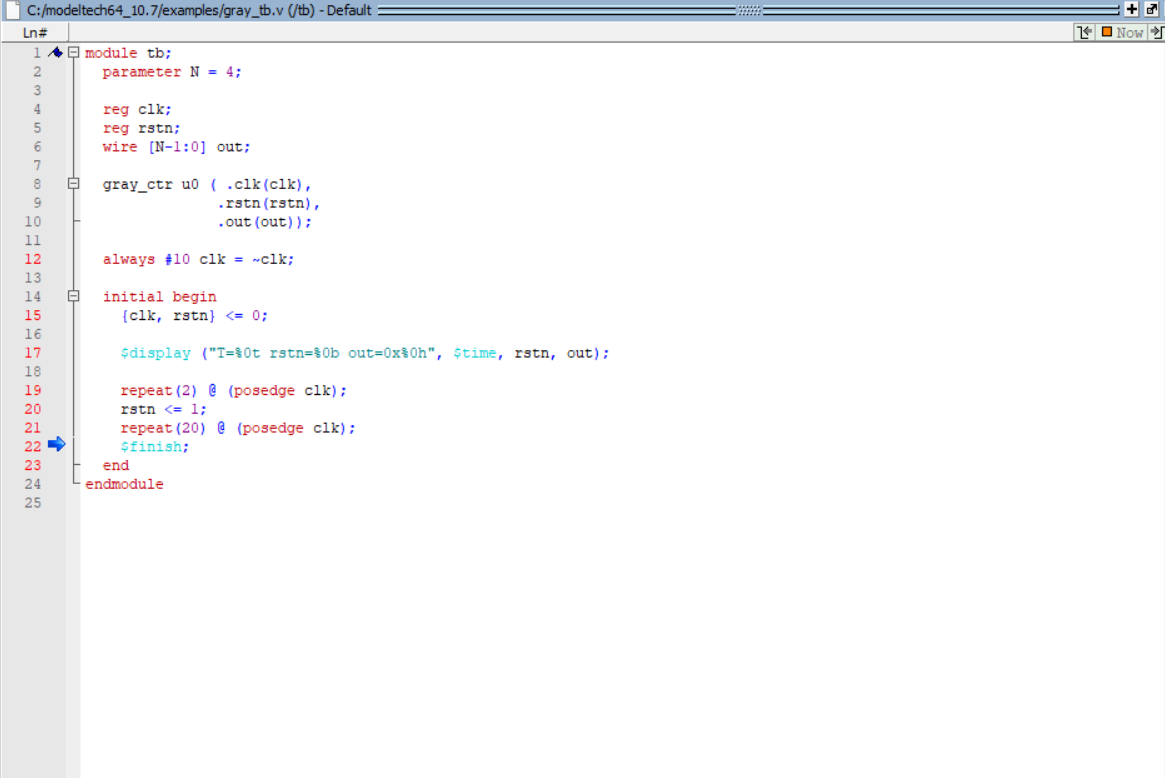 C:/modeltech64_10.7/examples/gray_tb.v (/tb) - Default
Ln#
Now
1 module tb;
2 parameter N = 4;
3
4 reg clk;
5 reg rstn;
6 wire [N-1:0] out;
7
8 gray_ctr u0 ( .clk(clk),
9 .rstn(rstn),
10 .out(out));
11
12 always #10 clk = ~clk;
13
14 initial begin
15 {clk, rstn} <= 0;
16
17 $display ("T=%0t rstn=%0b out=0x%0h", $time, rstn, out);
18
19 repeat(2) @ (posedge clk);
20 rstn <= 1;
21 repeat(20) @ (posedge clk);
22 $finish;
23 end
24 endmodule
25